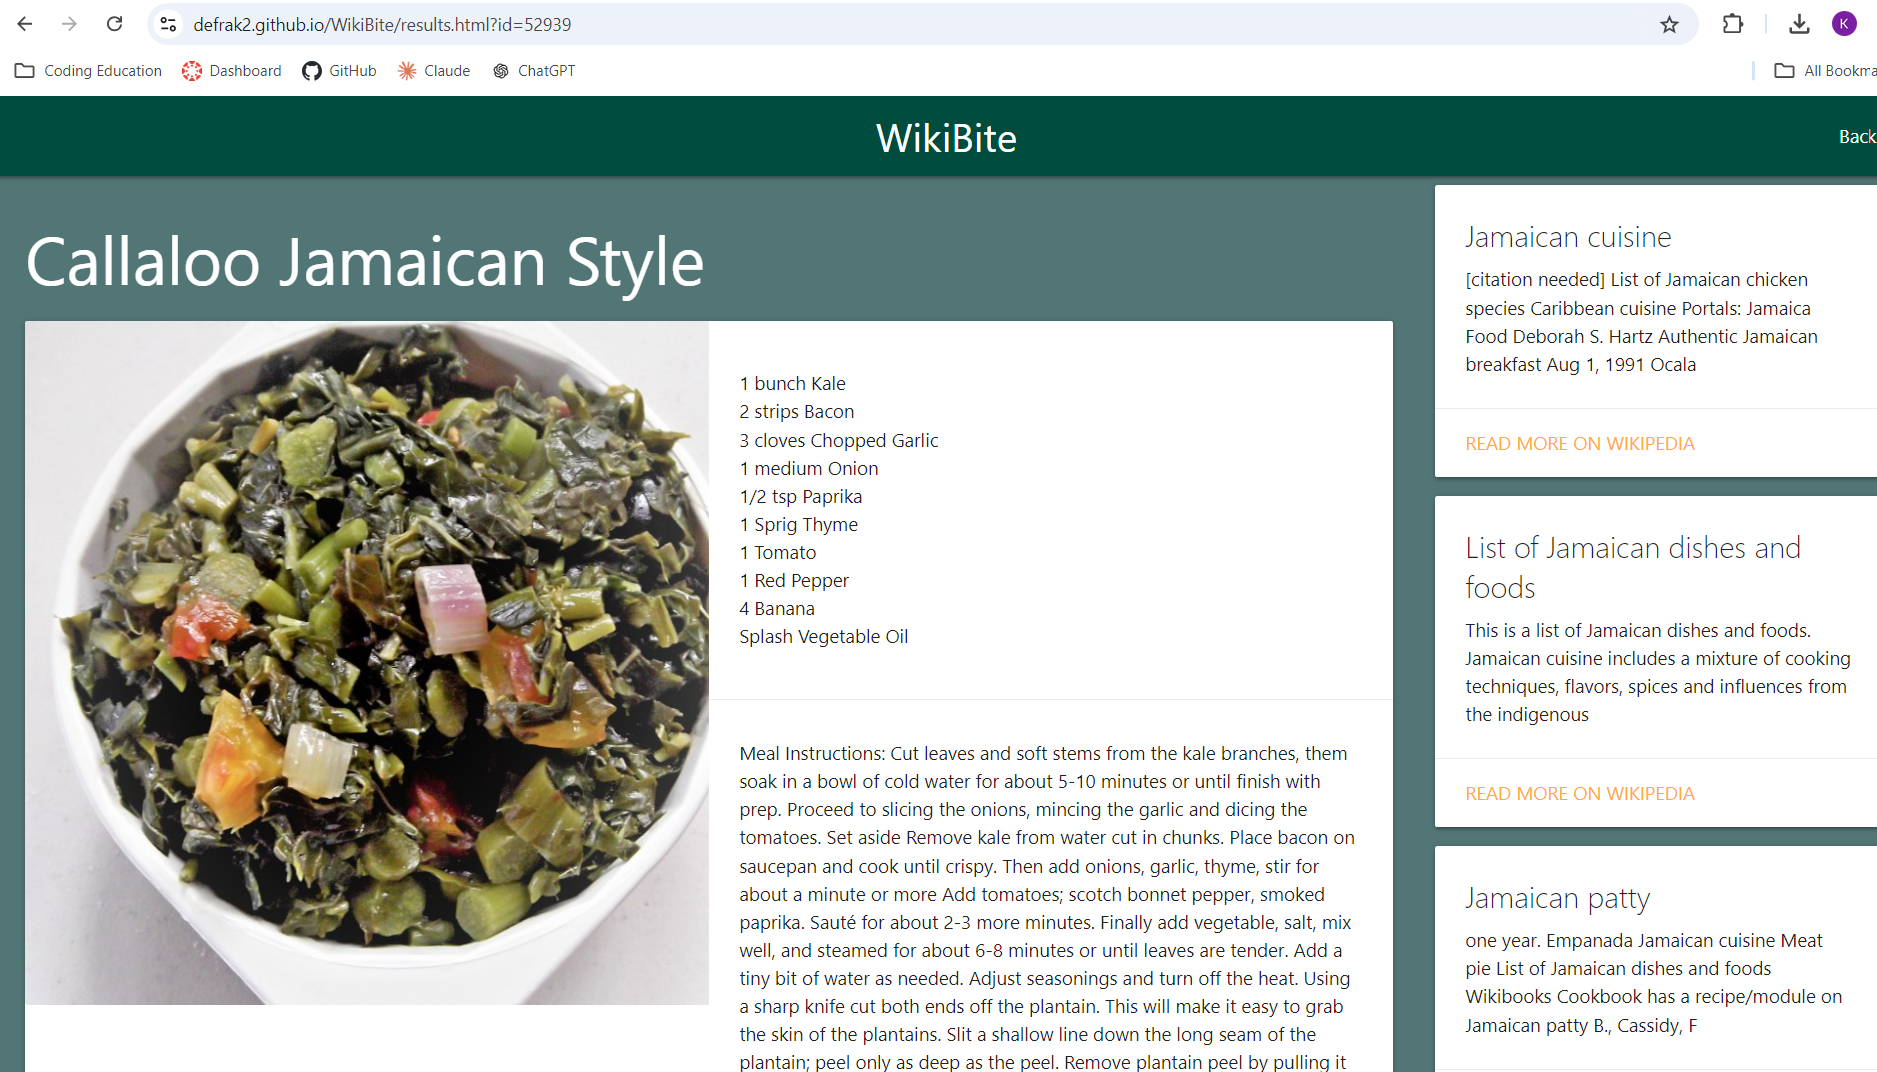 defrak2.github.io/WikiBite/results.html?id=52939
K
Coding Education
Dashboard
GitHub
Claude
ChatGPT
All Bookma
WikiBite
Back
Callaloo Jamaican Style
1 bunch Kale
2 strips Bacon
3 cloves Chopped Garlic
1 medium Onion
1/2 tsp Paprika
1 Sprig Thyme
1 Tomato
1 Red Pepper
4 Banana
Splash Vegetable Oil
Meal Instructions: Cut leaves and soft stems from the kale branches, them
soak in a bowl of cold water for about 5-10 minutes or until finish with
prep. Proceed to slicing the onions, mincing the garlic and dicing the
tomatoes. Set aside Remove kale from water cut in chunks. Place bacon on
saucepan and cook until crispy. Then add onions, garlic, thyme, stir for
about a minute or more Add tomatoes; scotch bonnet pepper, smoked
paprika. Sauté for about 2-3 more minutes. Finally add vegetable, salt, mix
well, and steamed for about 6-8 minutes or until leaves are tender. Add a
tiny bit of water as needed. Adjust seasonings and turn off the heat. Using
a sharp knife cut both ends off the plantain. This will make it easy to grab
the skin of the plantains. Slit a shallow line down the long seam of the
plantain; peel only as deep as the peel. Remove plantain peel by pulling it
Jamaican cuisine
[citation needed] List of Jamaican chicken
species Caribbean cuisine Portals: Jamaica
Food Deborah S. Hartz Authentic Jamaican
breakfast Aug 1, 1991 Ocala
READ MORE ON WIKIPEDIA
List of Jamaican dishes and
foods
This is a list of Jamaican dishes and foods.
Jamaican cuisine includes a mixture of cooking
techniques, flavors, spices and influences from
the indigenous
READ MORE ON WIKIPEDIA
Jamaican patty
one year. Empanada Jamaican cuisine Meat
pie List of Jamaican dishes and foods
Wikibooks Cookbook has a recipe/module on
Jamaican patty B., Cassidy, F